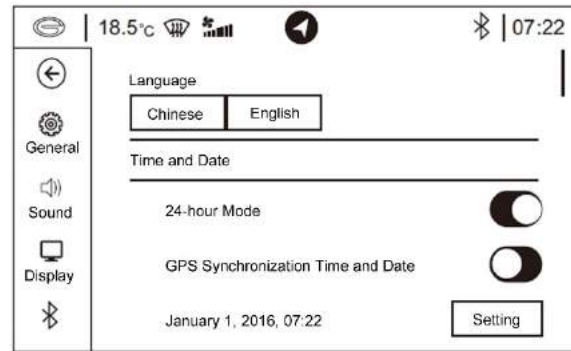 18.5°C
07:22
Language
Chinese English
General
Time and Date
Sound
24-hour Mode
Display
GPS Synchronization Time and Date
January 1, 2016, 07:22 Setting